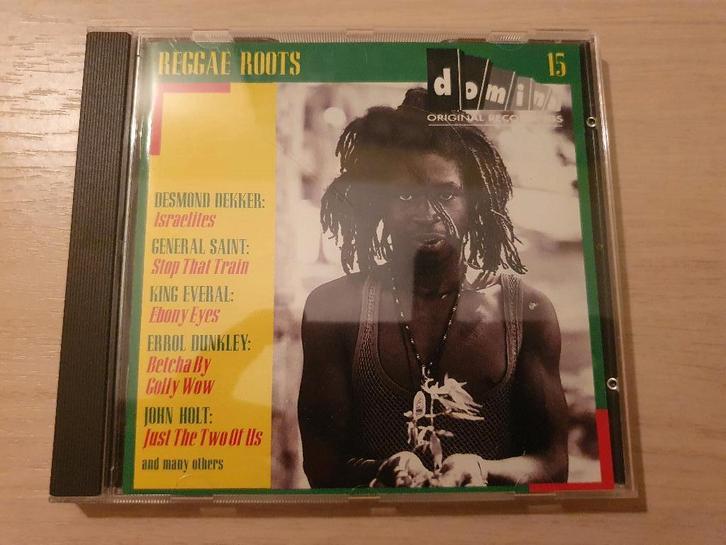 REGGAE ROOTS
15
domino
ORIGINAL RECORDINGS
DESMOND DEKKER:
Israelites
GENERAL SAINT:
Stop That Train
KING EVERAL:
Ebony Eyes
ERROL DUNKLEY:
Betcha By
Golly Wow
JOHN HOLT:
Just The Two Of Us
and many others